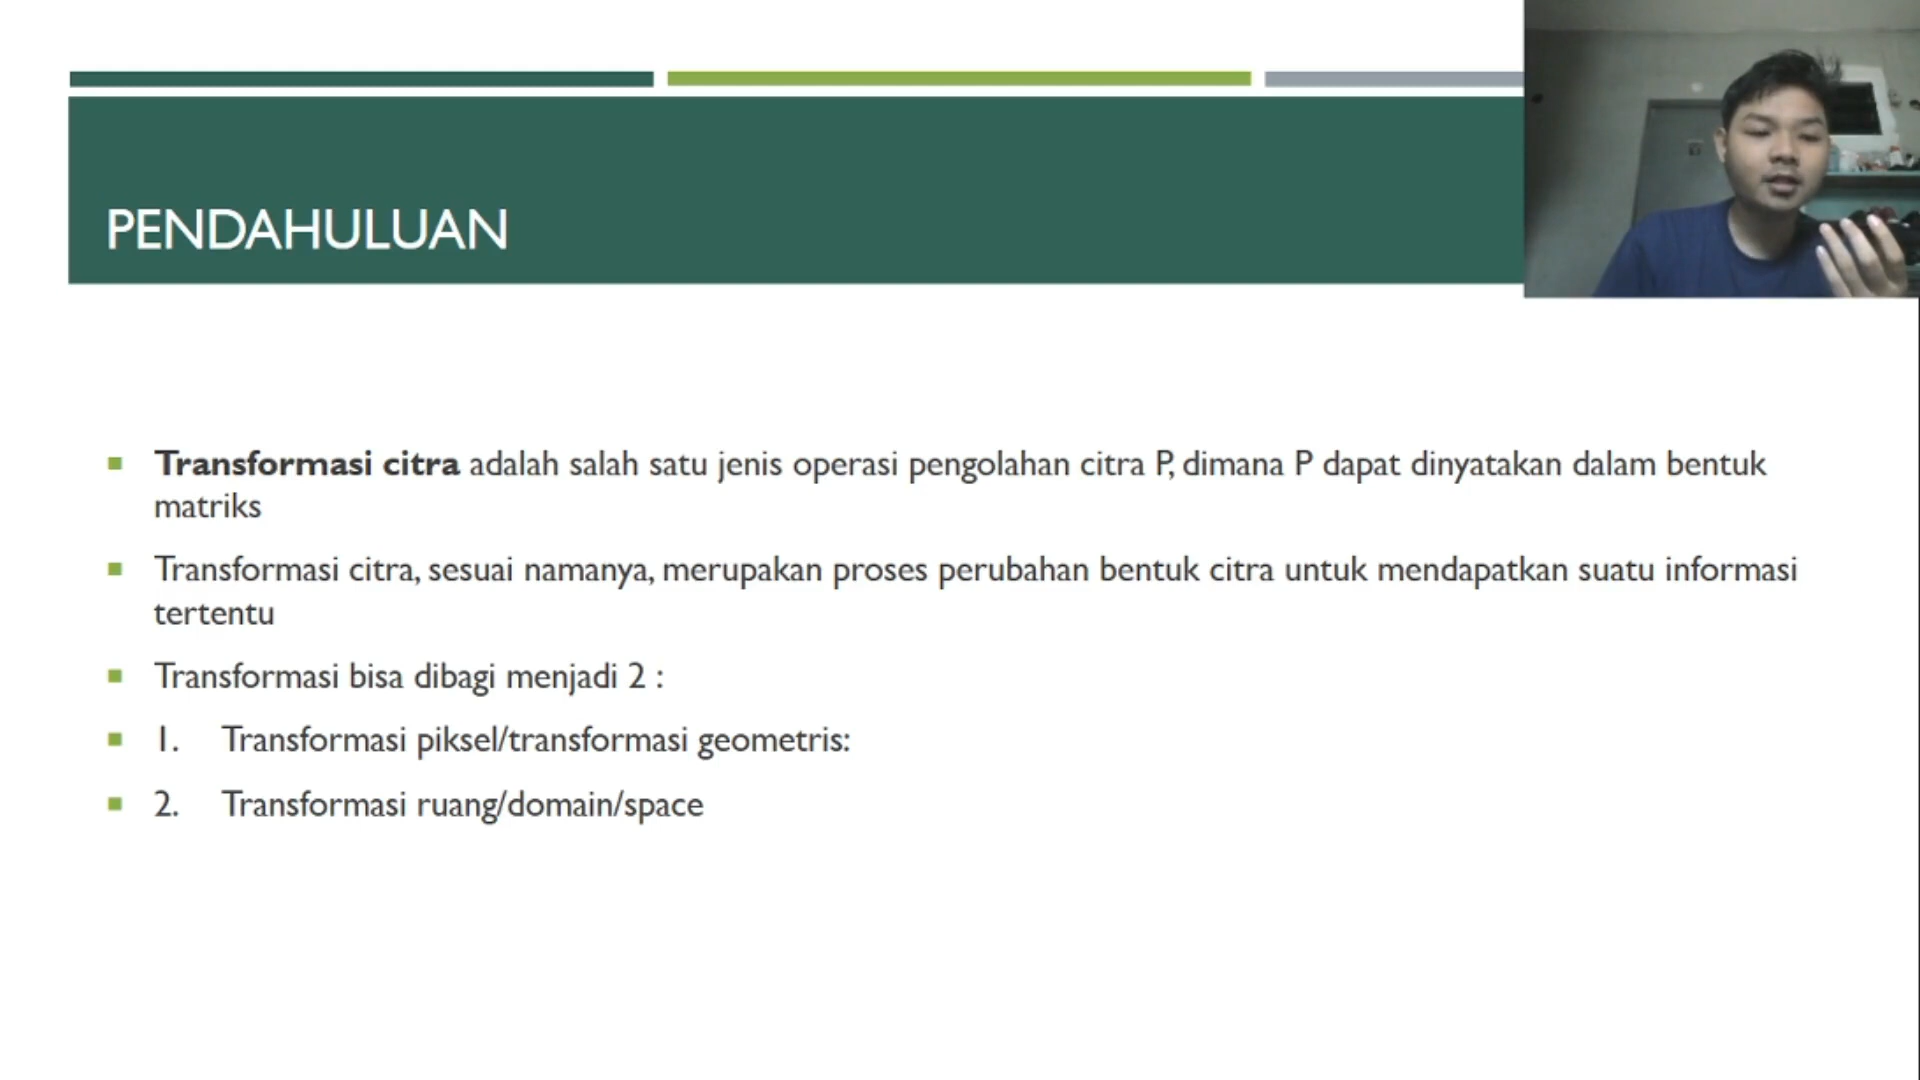 PENDAHULUAN
Transformasi citra adalah salah satu jenis operasi pengolahan citra P, dimana P dapat dinyatakan dalam bentuk
matriks
Transformasi citra, sesuai namanya, merupakan proses perubahan bentuk citra untuk mendapatkan suatu informasi
tertentu
Transformasi bisa dibagi menjadi 2 :
1. Transformasi piksel/transformasi geometris:
2. Transformasi ruang/domain/space